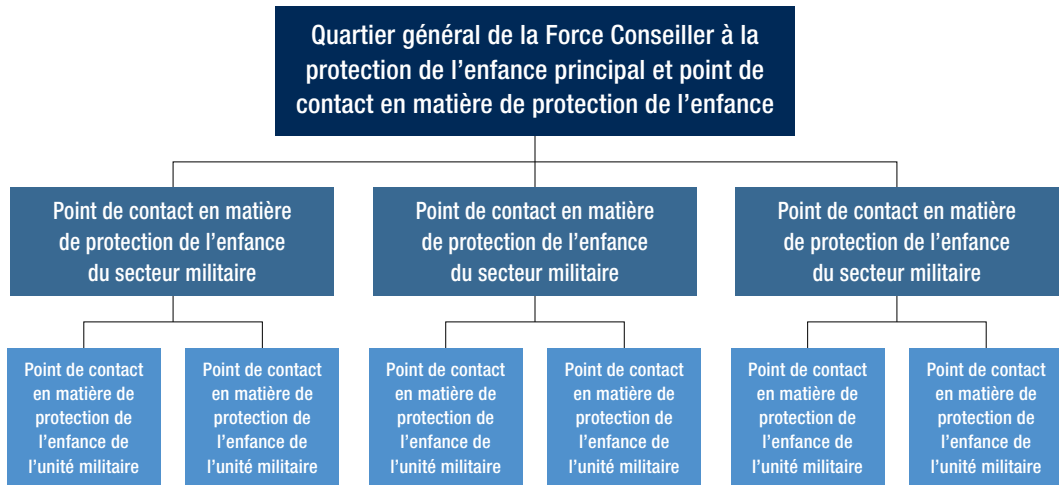 Quartier général de la Force Conseiller à la
protection de l'enfance principal et point de
contact en matière de protection de l'enfance
Point de contact en matière
de protection de l'enfance
du secteur militaire
Point de contact en matière
de protection de l'enfance
du secteur militaire
Point de contact en matière
de protection de l'enfance
du secteur militaire
Point de contact
en matière de
protection de
l'enfance de
l'unité militaire
Point de contact
en matière de
protection de
l'enfance de
l'unité militaire
Point de contact
en matière de
protection de
l'enfance de
l'unité militaire
Point de contact
en matière de
protection de
l'enfance de
l'unité militaire
Point de contact
en matière de
protection de
l'enfance de
l'unité militaire
Point de contact
en matière de
protection de
l'enfance de
l'unité militaire